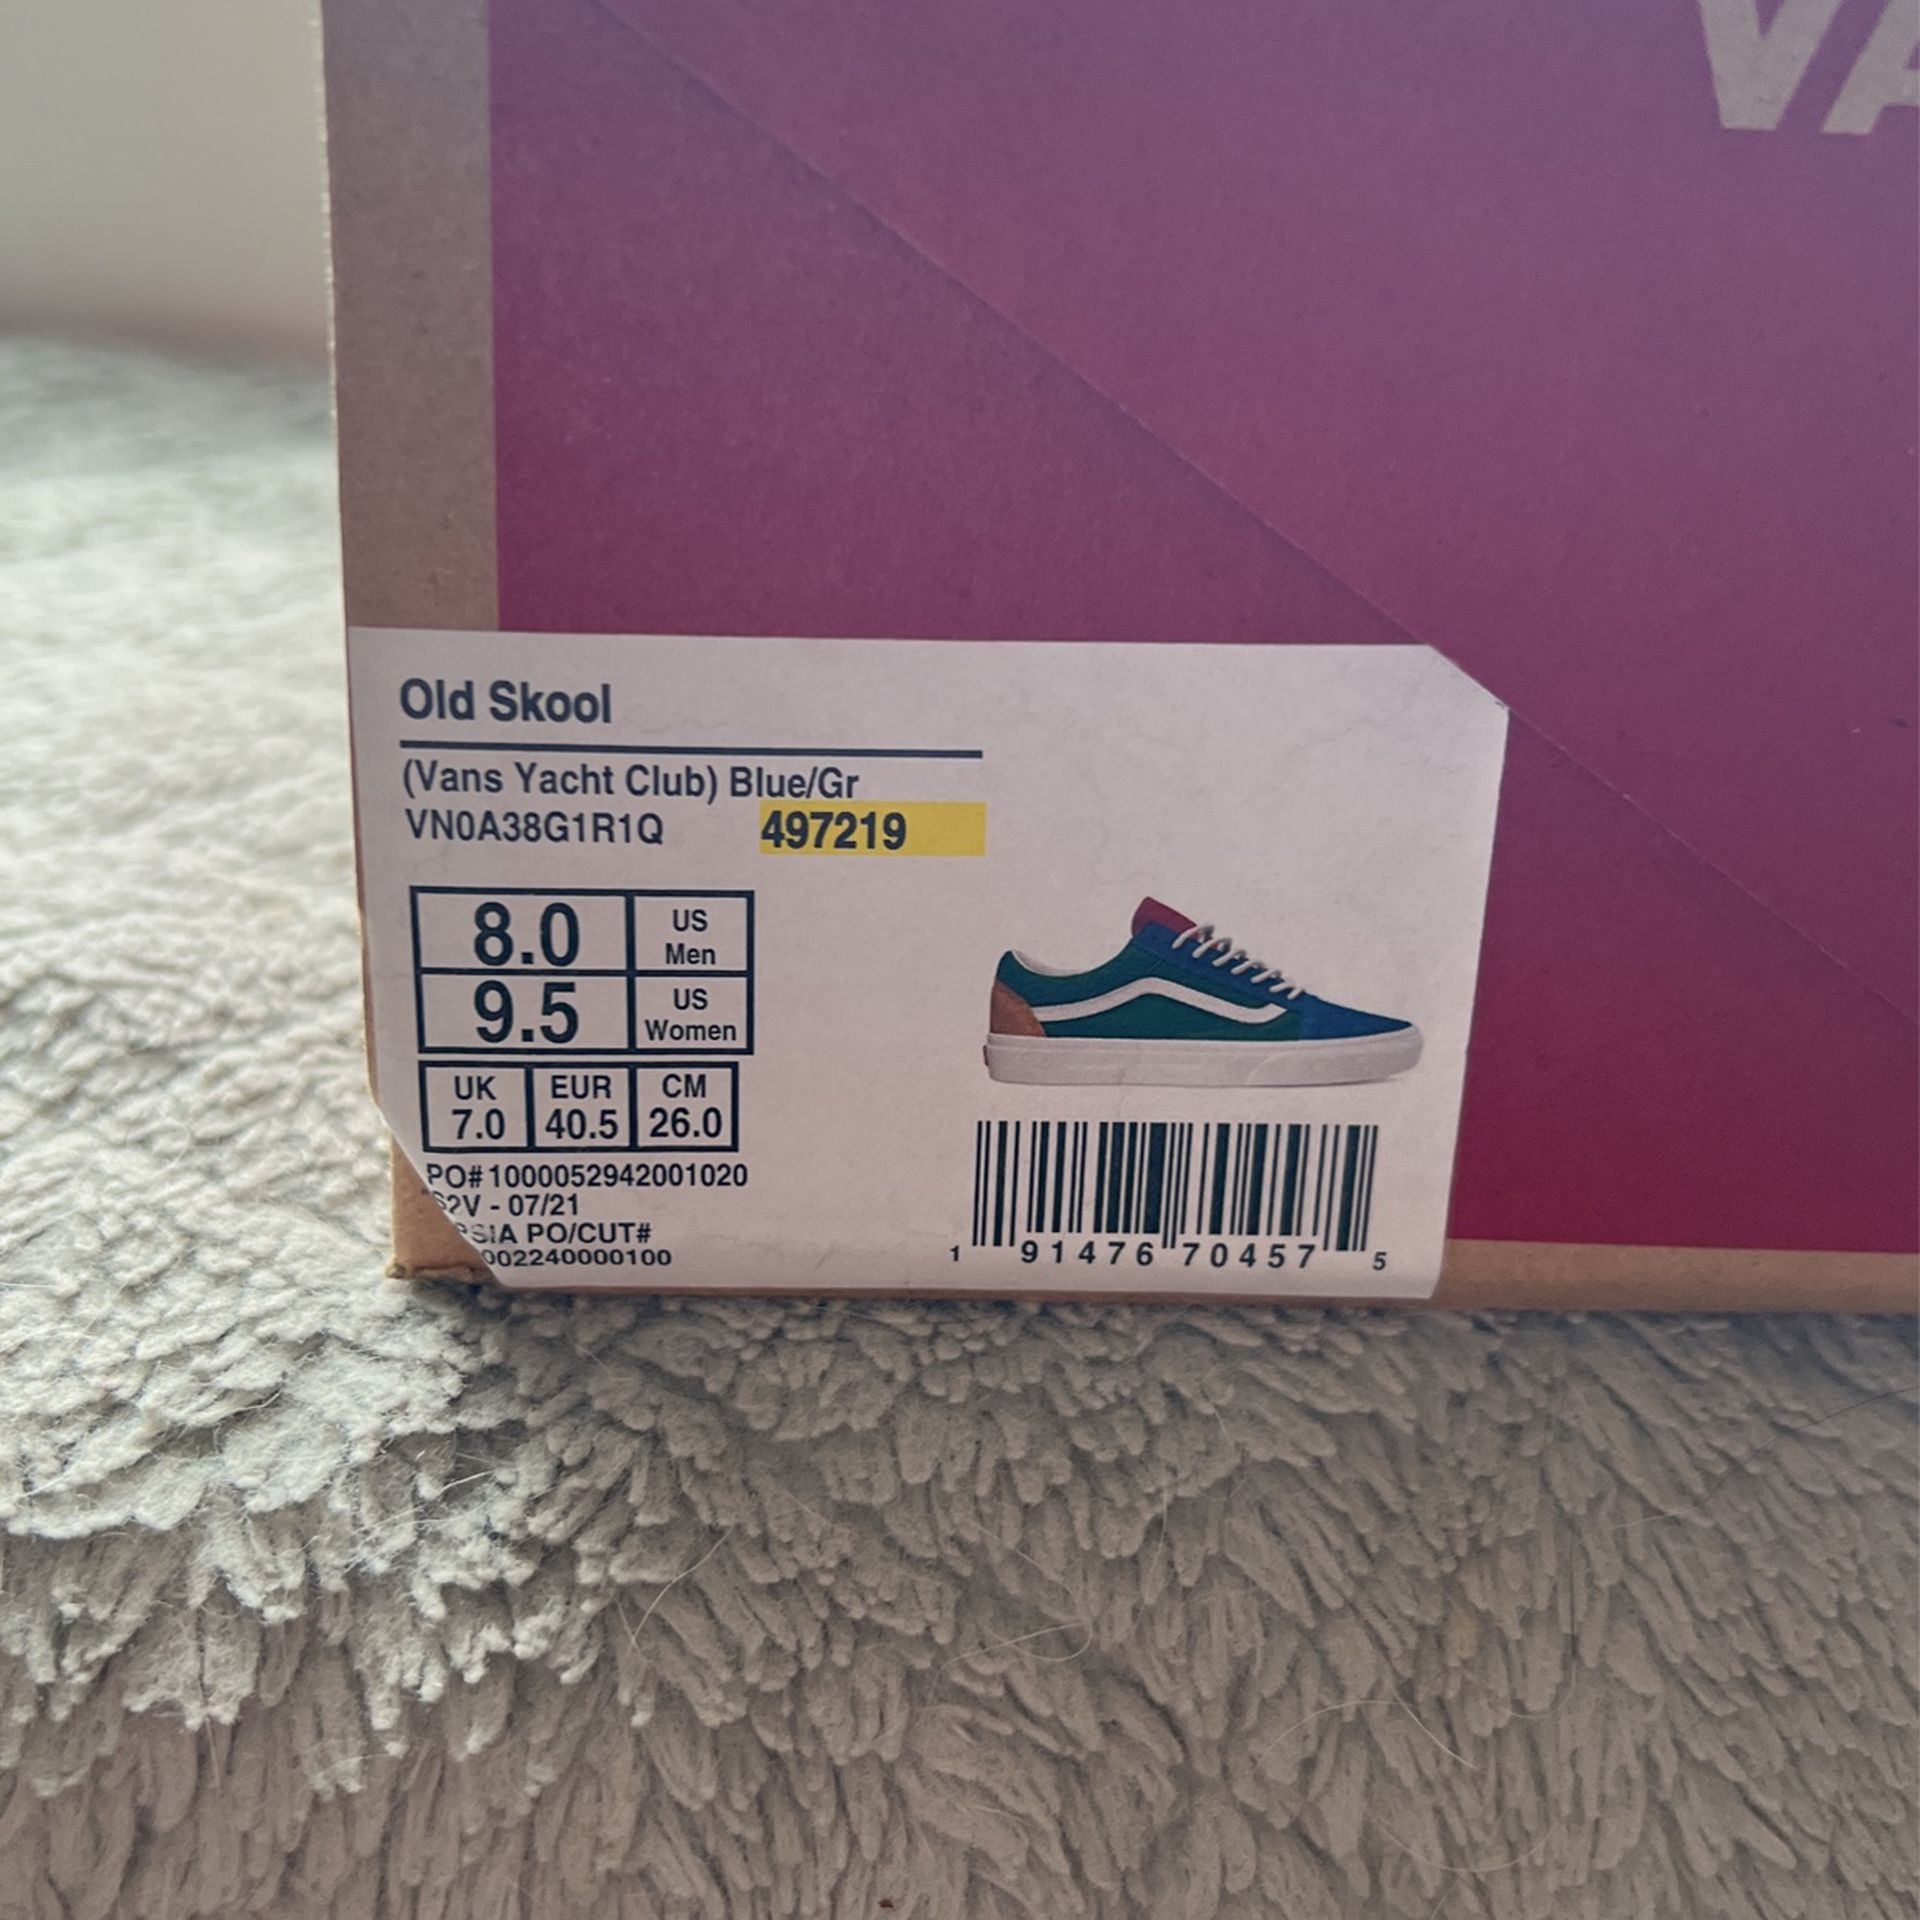 VA
Old Skool
(Vans Yacht Club) Blue/Gr
VN0A38G1R1Q 497219
8.0 US Men
9.5 US Women
UK EUR CM
7.0 40.5 26.0
PO# 1000052942001020
62V - 07/21
PO/CUT#
002240000100
1 91476 70457 5